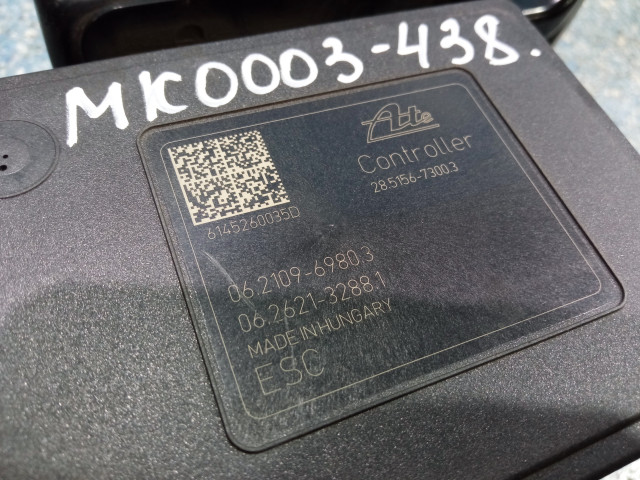 MK0003-438.
Ate
Controller
28.5156-7300.3
6145260035D
06.2109-6980.3
06.2621-3288.1
MADE IN HUNGARY
ESC